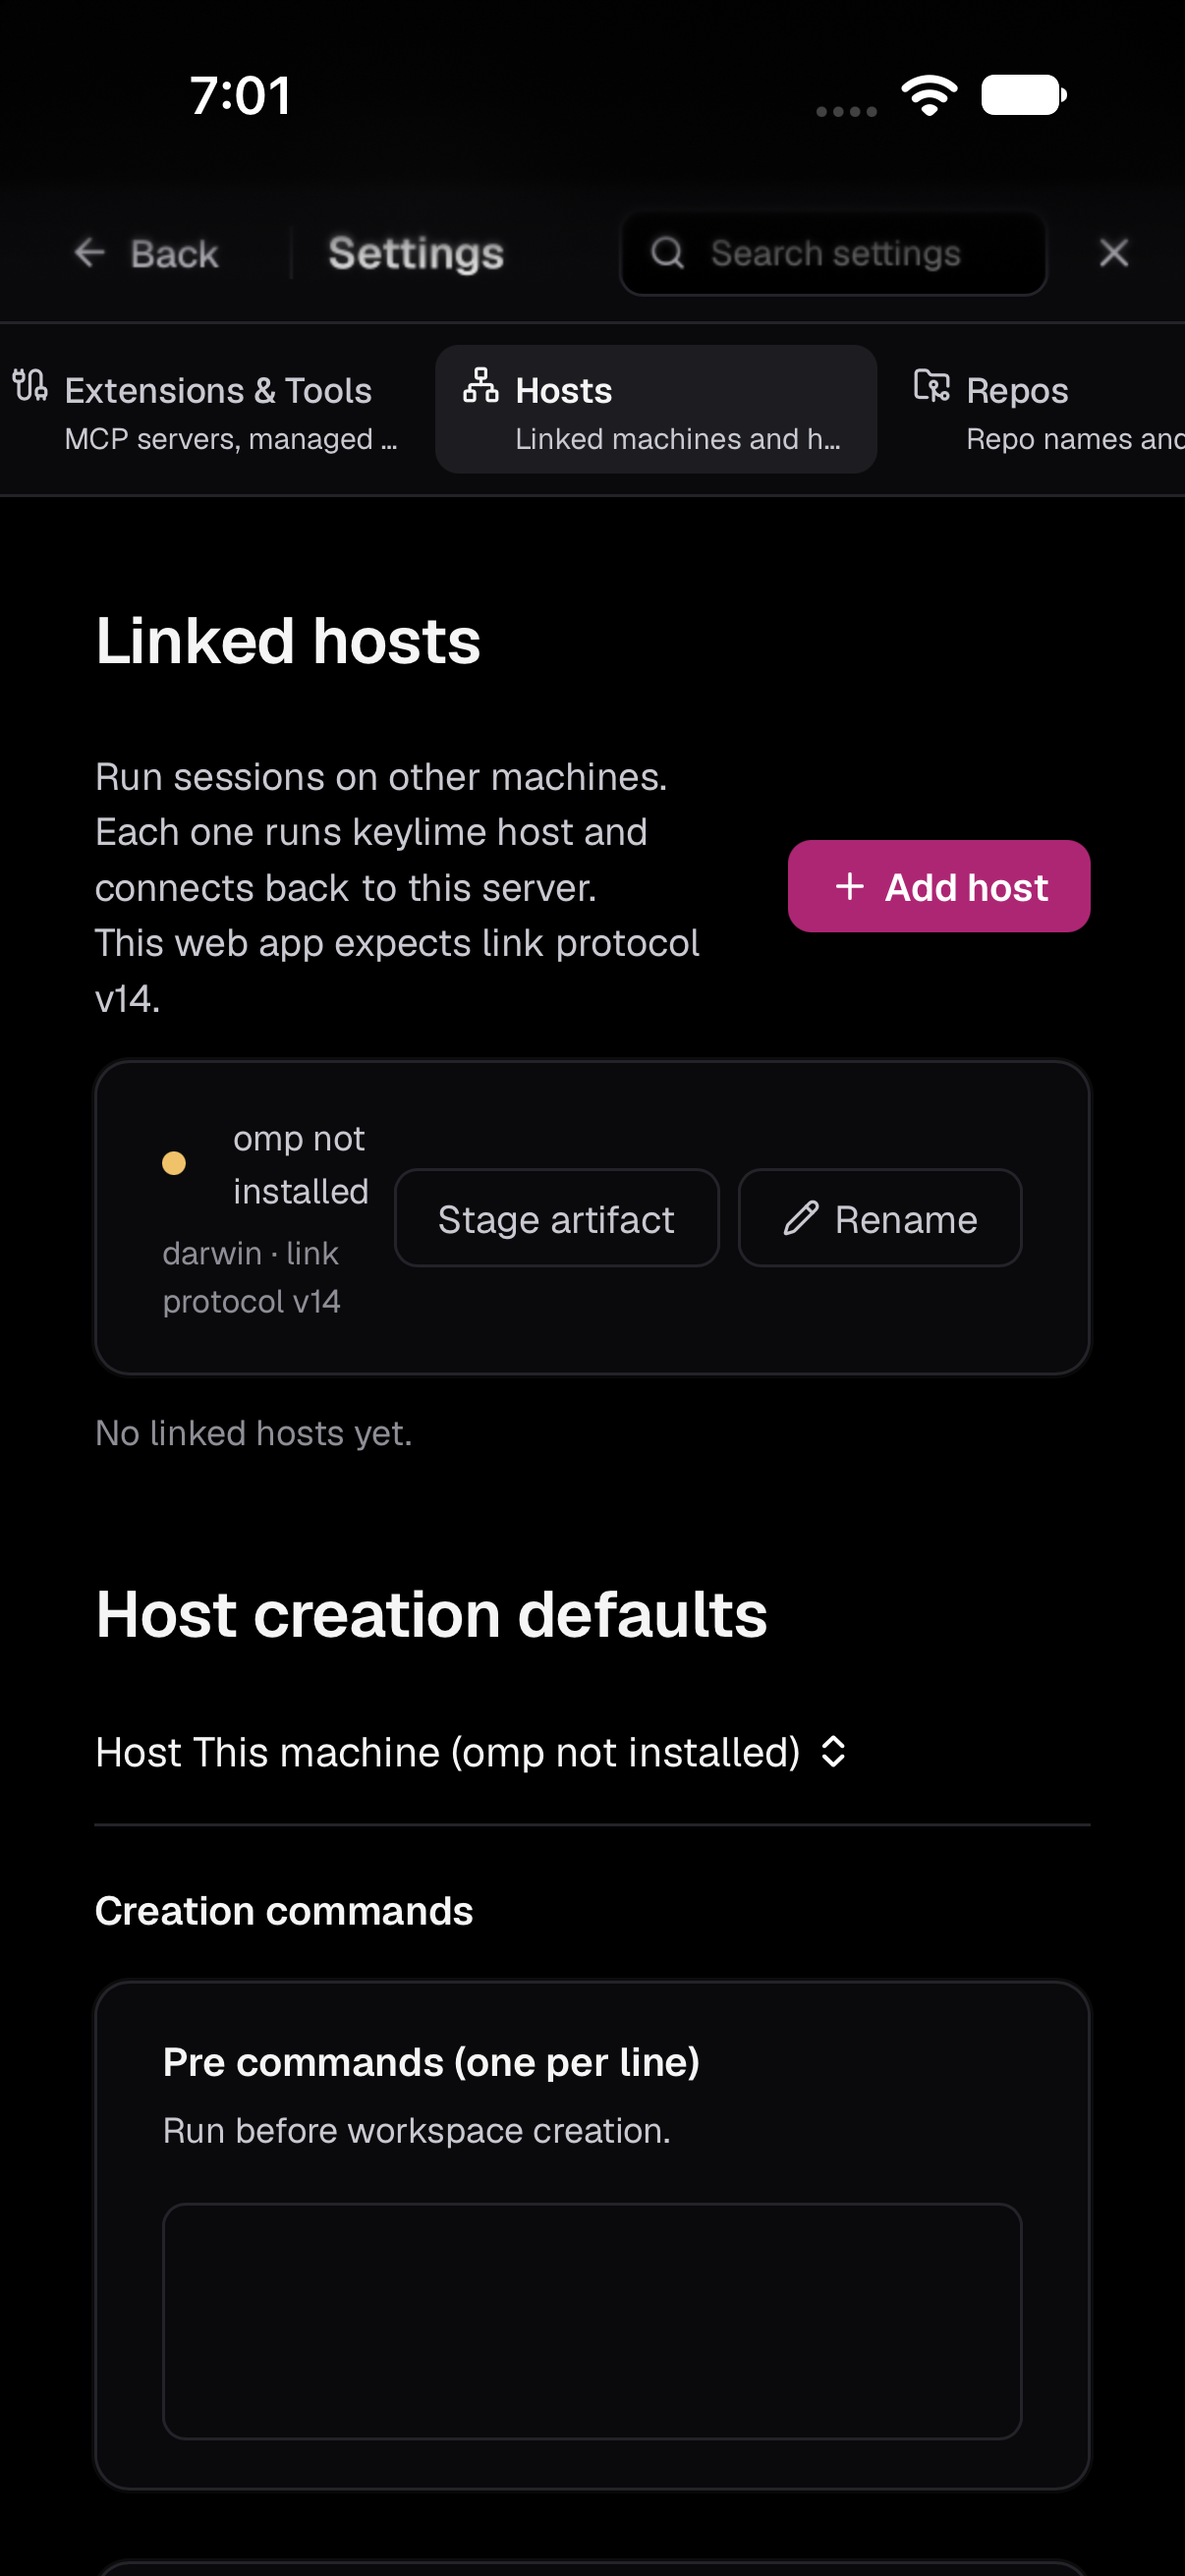 7:01
Back
Settings
Search settings
Extensions & Tools
MCP servers, managed ...
Hosts
Linked machines and h...
Repos
Repo names and
Linked hosts
Run sessions on other machines.
Each one runs keylime host and
connects back to this server.
This web app expects link protocol
v14.
Add host
omp not
installed
darwin · link
protocol v14
Stage artifact
Rename
No linked hosts yet.
Host creation defaults
Host This machine (omp not installed)
Creation commands
Pre commands (one per line)
Run before workspace creation.